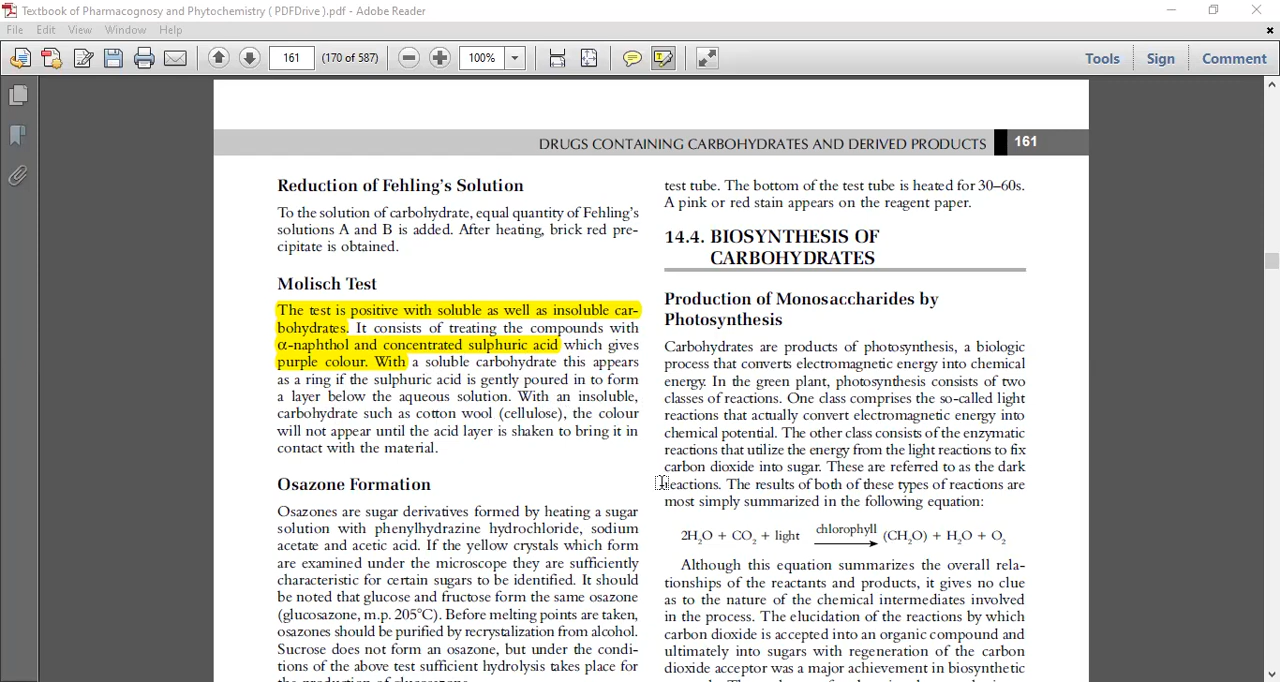 Textbook of Pharmacognosy and Phytochemistry ( PDFDrive ).pdf - Adobe Reader
File Edit View Window Help
161 (170 of 587) 100% Tools Sign Comment
DRUGS CONTAINING CARBOHYDRATES AND DERIVED PRODUCTS 161
Reduction of Fehling's Solution
To the solution of carbohydrate, equal quantity of Fehling's
solutions A and B is added. After heating, brick red pre-
cipitate is obtained.
Molisch Test
The test is positive with soluble as well as insoluble car-
bohydrates. It consists of treating the compounds with
α-naphthol and concentrated sulphuric acid which gives
purple colour. With a soluble carbohydrate this appears
as a ring if the sulphuric acid is gently poured in to form
a layer below the aqueous solution. With an insoluble,
carbohydrate such as cotton wool (cellulose), the colour
will not appear until the acid layer is shaken to bring it in
contact with the material.
Osazone Formation
Osazones are sugar derivatives formed by heating a sugar
solution with phenylhydrazine hydrochloride, sodium
acetate and acetic acid. If the yellow crystals which form
are examined under the microscope they are sufficiently
characteristic for certain sugars to be identified. It should
be noted that glucose and fructose form the same osazone
(glucosazone, m.p. 205°C). Before melting points are taken,
osazones should be purified by recrystalization from alcohol.
Sucrose does not form an osazone, but under the condi-
tions of the above test sufficient hydrolysis takes place for
test tube. The bottom of the test tube is heated for 30–60s.
A pink or red stain appears on the reagent paper.
14.4. BIOSYNTHESIS OF
CARBOHYDRATES
Production of Monosaccharides by
Photosynthesis
Carbohydrates are products of photosynthesis, a biologic
process that converts electromagnetic energy into chemical
energy. In the green plant, photosynthesis consists of two
classes of reactions. One class comprises the so-called light
reactions that actually convert electromagnetic energy into
chemical potential. The other class consists of the enzymatic
reactions that utilize the energy from the light reactions to fix
carbon dioxide into sugar. These are referred to as the dark
reactions. The results of both of these types of reactions are
most simply summarized in the following equation:
2H₂O + CO₂ + light chlorophyll (CH₂O) + H₂O + O₂
Although this equation summarizes the overall rela-
tionships of the reactants and products, it gives no clue
as to the nature of the chemical intermediates involved
in the process. The elucidation of the reactions by which
carbon dioxide is accepted into an organic compound and
ultimately into sugars with regeneration of the carbon
dioxide acceptor was a major achievement in biosynthetic